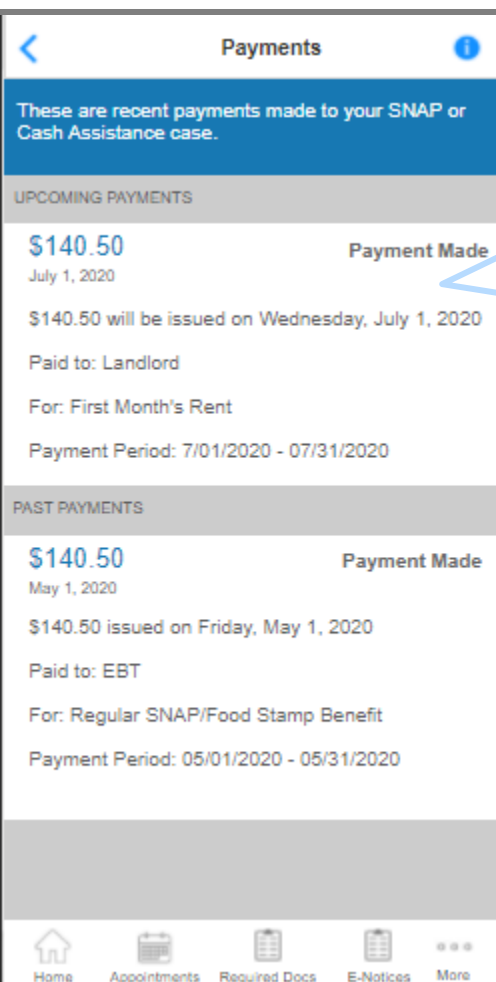 Payments
These are recent payments made to your SNAP or
Cash Assistance case.
UPCOMING PAYMENTS
$140.50
Payment Made
July 1, 2020
$140.50 will be issued on Wednesday, July 1, 2020
Paid to: Landlord
For: First Month's Rent
Payment Period: 7/01/2020 - 07/31/2020
PAST PAYMENTS
$140.50
Payment Made
May 1, 2020
$140.50 issued on Friday, May 1, 2020
Paid to: EBT
For: Regular SNAP/Food Stamp Benefit
Payment Period: 05/01/2020 - 05/31/2020
Home Appointments Required Docs E-Notices More